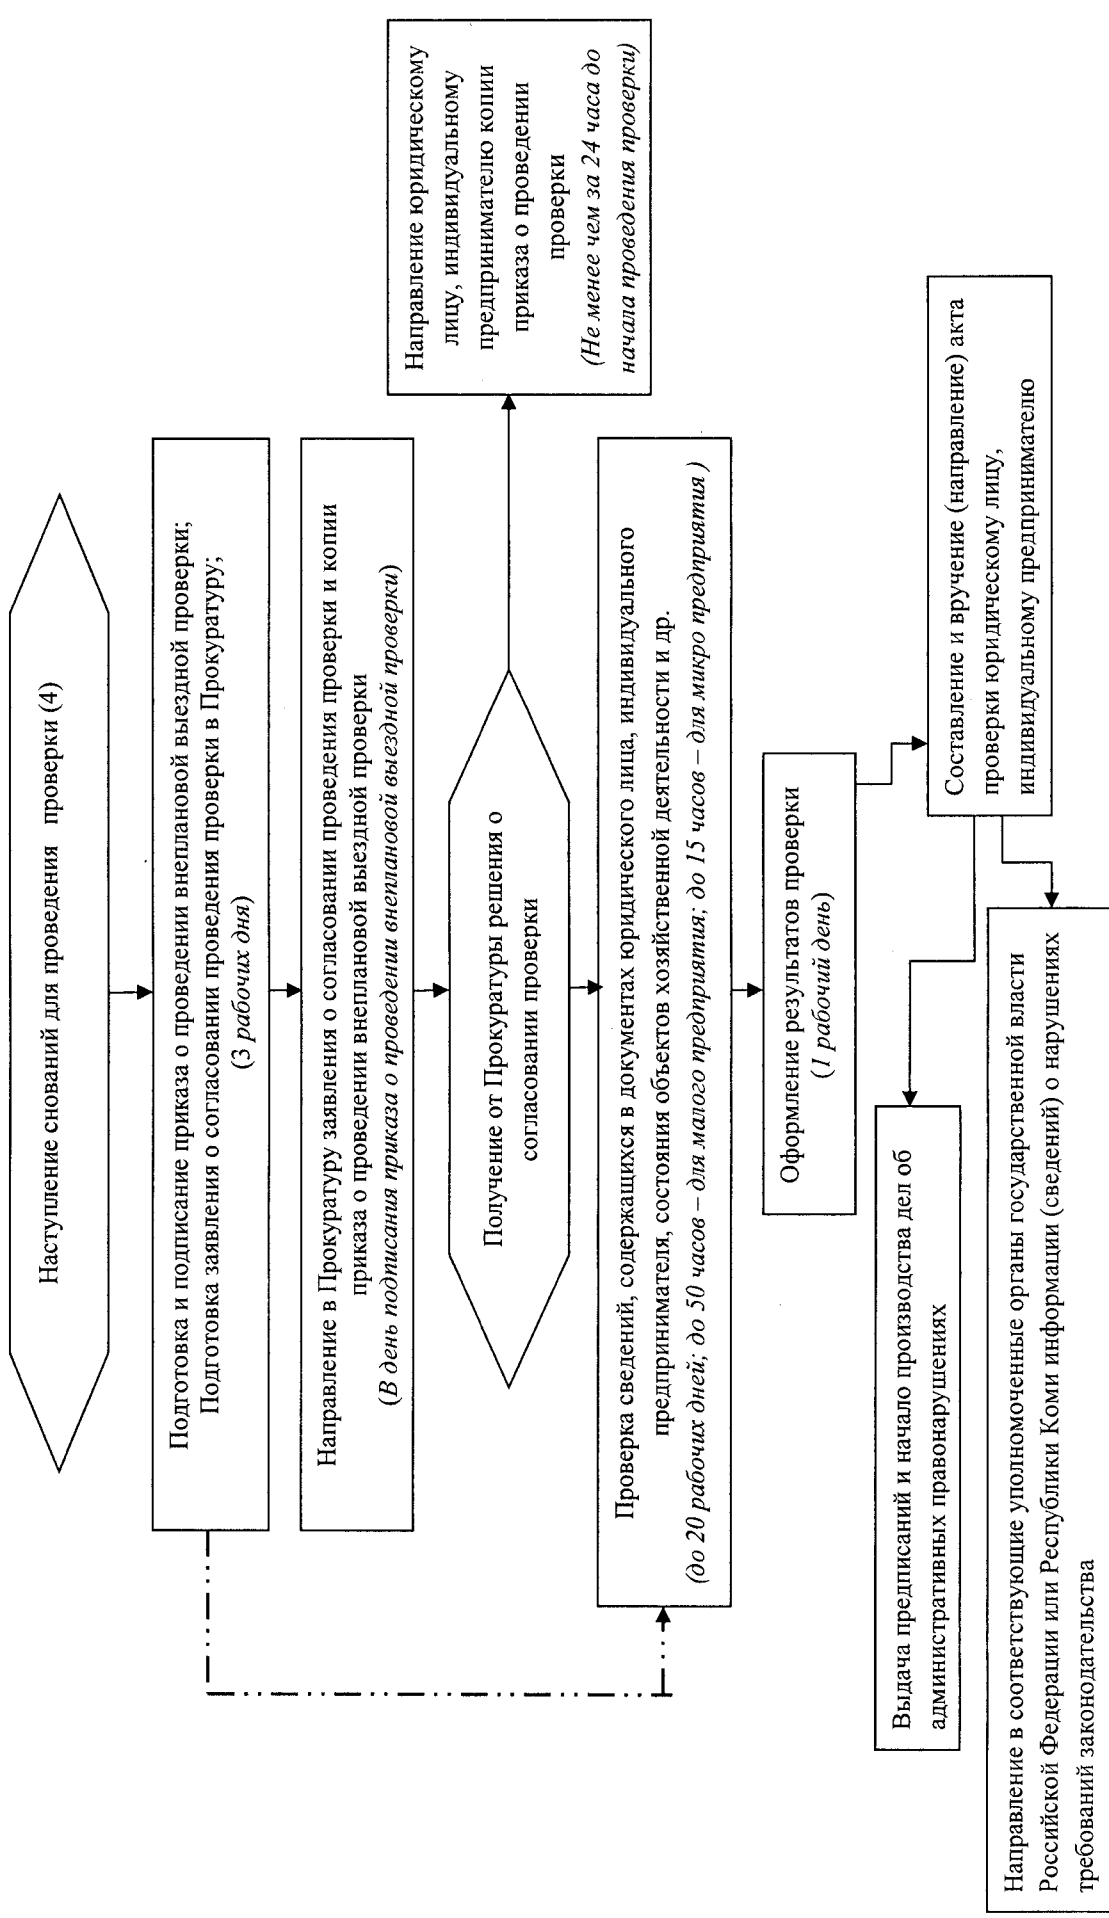 Наступление снований для проведения проверки (4)
Подготовка и подписание приказа о проведении внеплановой выездной проверки;
Подготовка заявления о согласовании проведения проверки в Прокуратуру;
(3 рабочих дня)
Направление в Прокуратуру заявления о согласовании проведения проверки и копии
приказа о проведении внеплановой выездной проверки
(В день подписания приказа о проведении внеплановой выездной проверки)
Получение от Прокуратуры решения о
согласовании проверки
Направление юридическому
лицу, индивидуальному
предпринимателю копии
приказа о проведении
проверки
(Не менее чем за 24 часа до
начала проведения проверки)
Проверка сведений, содержащихся в документах юридического лица, индивидуального
предпринимателя, состояния объектов хозяйственной деятельности и др.
(до 20 рабочих дней; до 50 часов – для малого предприятия; до 15 часов – для микро предприятия)
Оформление результатов проверки
(1 рабочий день)
Составление и вручение (направление) акта
проверки юридическому лицу,
индивидуальному предпринимателю
Выдача предписаний и начало производства дел об
административных правонарушениях
Направление в соответствующие уполномоченные органы государственной власти
Российской Федерации или Республики Коми информации (сведений) о нарушениях
требований законодательства